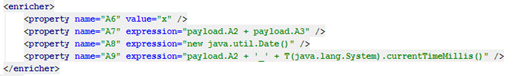 <enricher>
<property name="A6" value="x" />
<property name="A7" expression="payload.A2 + payload.A3" />
<property name="A8" expression="new java.util.Date()" />
<property name="A9" expression="payload.A2 + '_' + T(java.lang.System).currentTimeMillis()" />
</enricher>